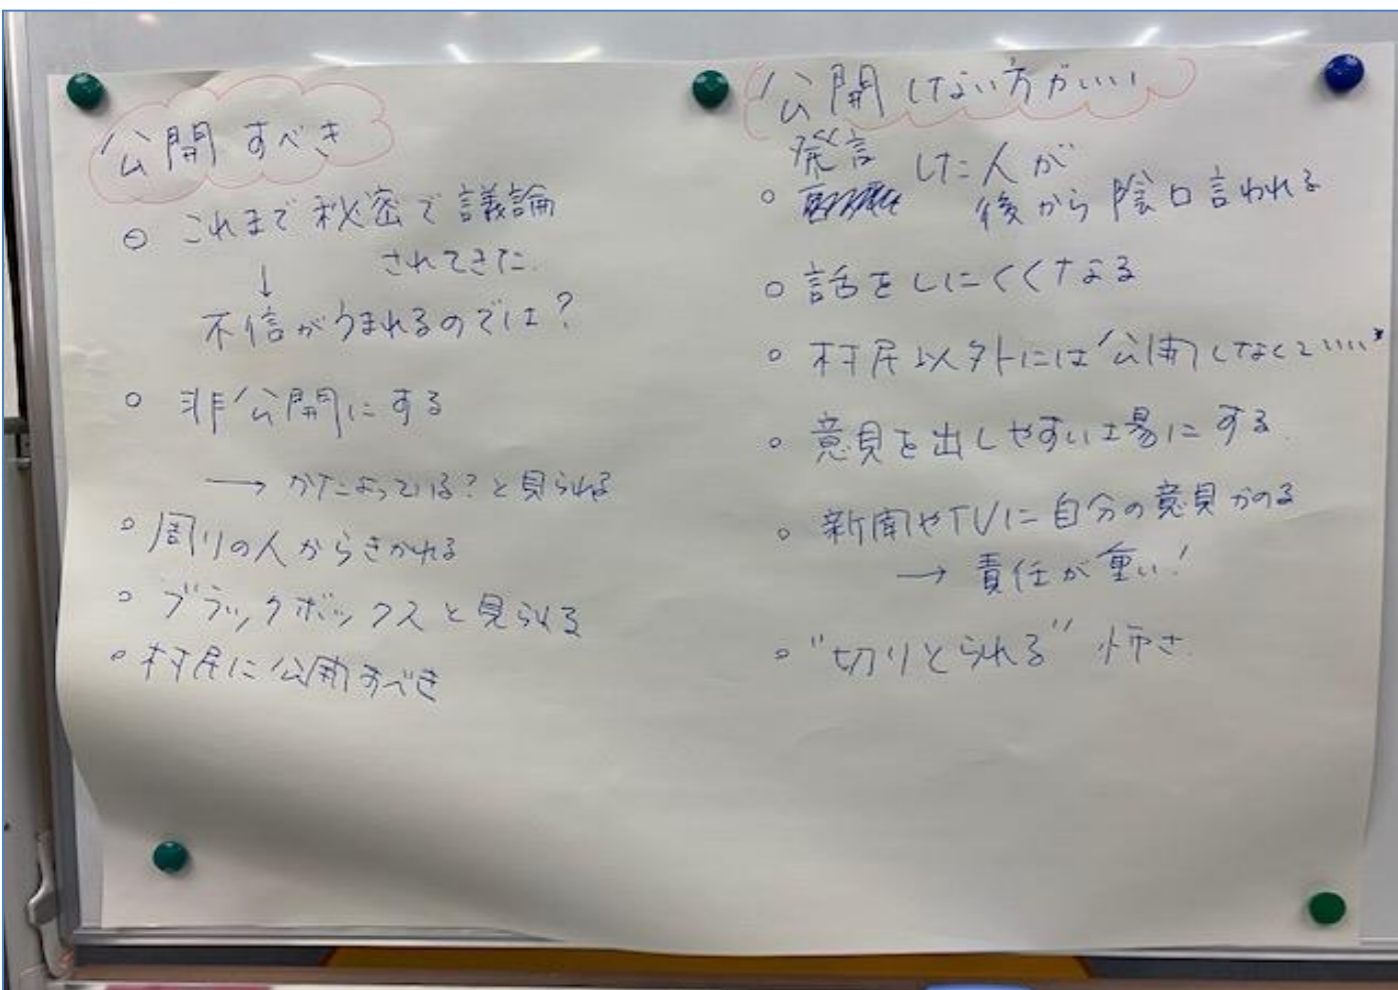 公開すべき
○ これまで秘密で議論
されてきた.
↓
不信がうまれるのでは?
○ 非公開にする
→ かたよっている?と見られる
○ 周りの人からきかれる
○ ブラックボックスと見られる
○ 村民に公開すべき
公開しない方がいい
発言
○ した人が
後から陰口言われる
○ 話をしにくくなる
○ 村民以外には公開しなくていい
○ 意見を出しやすい場にする.
○ 新聞やTVに自分の意見がのる
→ 責任が重い!
○ "切りとられる" 怖さ.